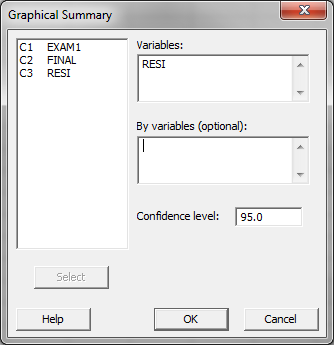 Graphical Summary
C1 EXAM1
C2 FINAL
C3 RESI
Variables:
RESI
By variables (optional):
Confidence level: 95.0
Select
Help OK Cancel